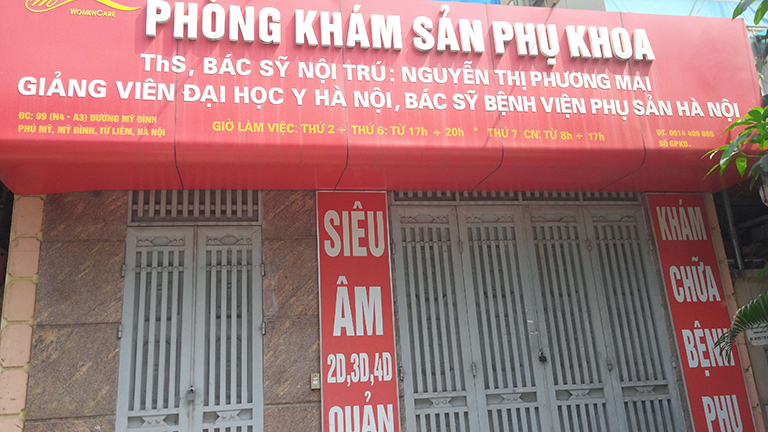 WOMENCARE
PHÒNG KHÁM SẢN PHỤ KHOA
ThS, BÁC SỸ NỘI TRÚ: NGUYỄN THỊ PHƯƠNG MAI
GIẢNG VIÊN ĐẠI HỌC Y HÀ NỘI, BÁC SỸ BỆNH VIỆN PHỤ SẢN HÀ NỘI
ĐC: 99 (N4 - A3) ĐƯỜNG MỸ ĐÌNH
PHÚ MỸ, MỸ ĐÌNH, TỪ LIÊM, HÀ NỘI
GIỜ LÀM VIỆC: THỨ 2 ÷ THỨ 6: TỪ 17h ÷ 20h * THỨ 7 CN: TỪ 8h ÷ 17h
SỐ GPKD.
SIÊU
ÂM
2D,3D,4D
QUẢN
KHÁM
CHỮA
BỆNH
PHỤ